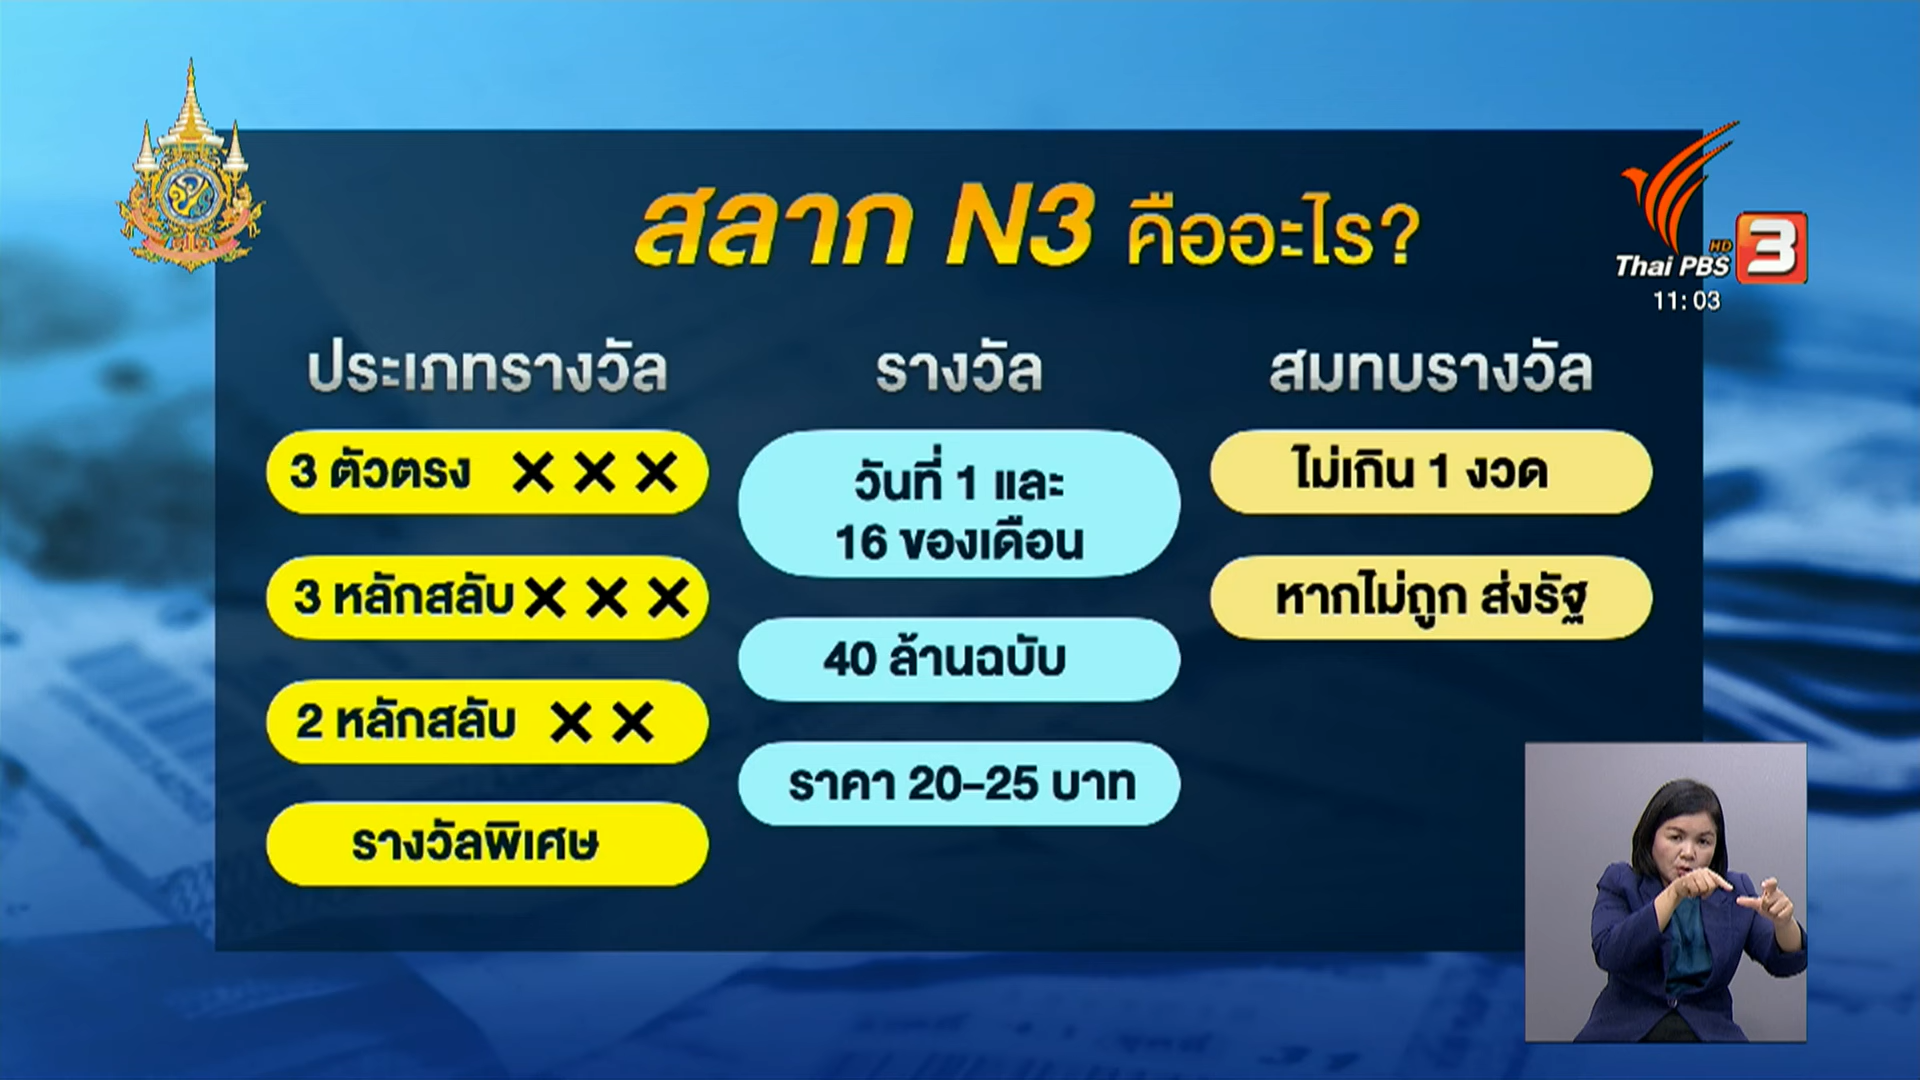 สลาก N3 คืออะไร?
Thai PBS HD 3
11:03
ประเภทรางวัล
3 ตัวตรง ✕ ✕ ✕
3 หลักสลับ ✕ ✕ ✕
2 หลักสลับ ✕ ✕
รางวัลพิเศษ
รางวัล
วันที่ 1 และ
16 ของเดือน
40 ล้านฉบับ
ราคา 20-25 บาท
สมทบรางวัล
ไม่เกิน 1 งวด
หากไม่ถูก ส่งรัฐ